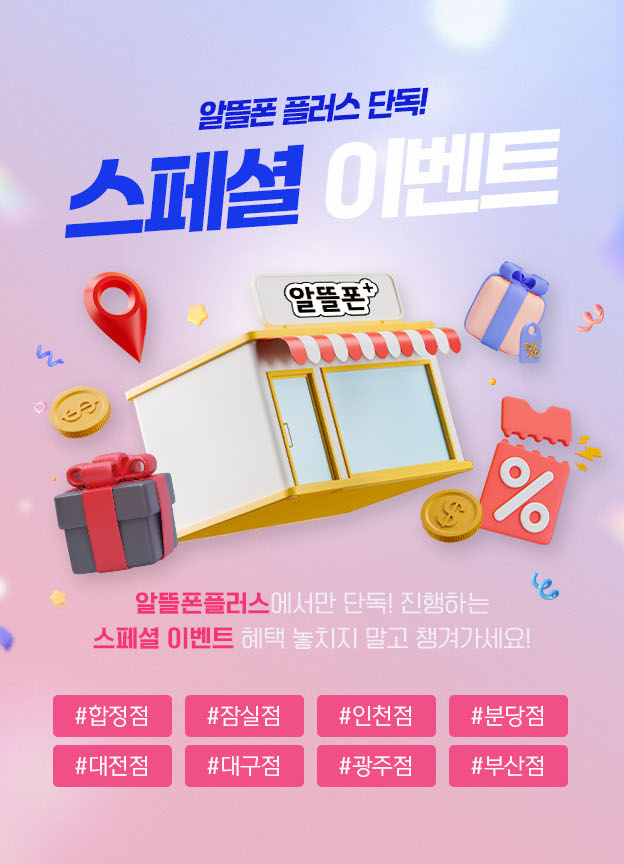 알뜰폰 플러스 단독!
스페셜 이벤트
알뜰폰+
%
$
%
$
알뜰폰플러스에서만 단독! 진행하는
스페셜 이벤트 혜택 놓치지 말고 챙겨가세요!
#합정점 #잠실점 #인천점 #분당점
#대전점 #대구점 #광주점 #부산점